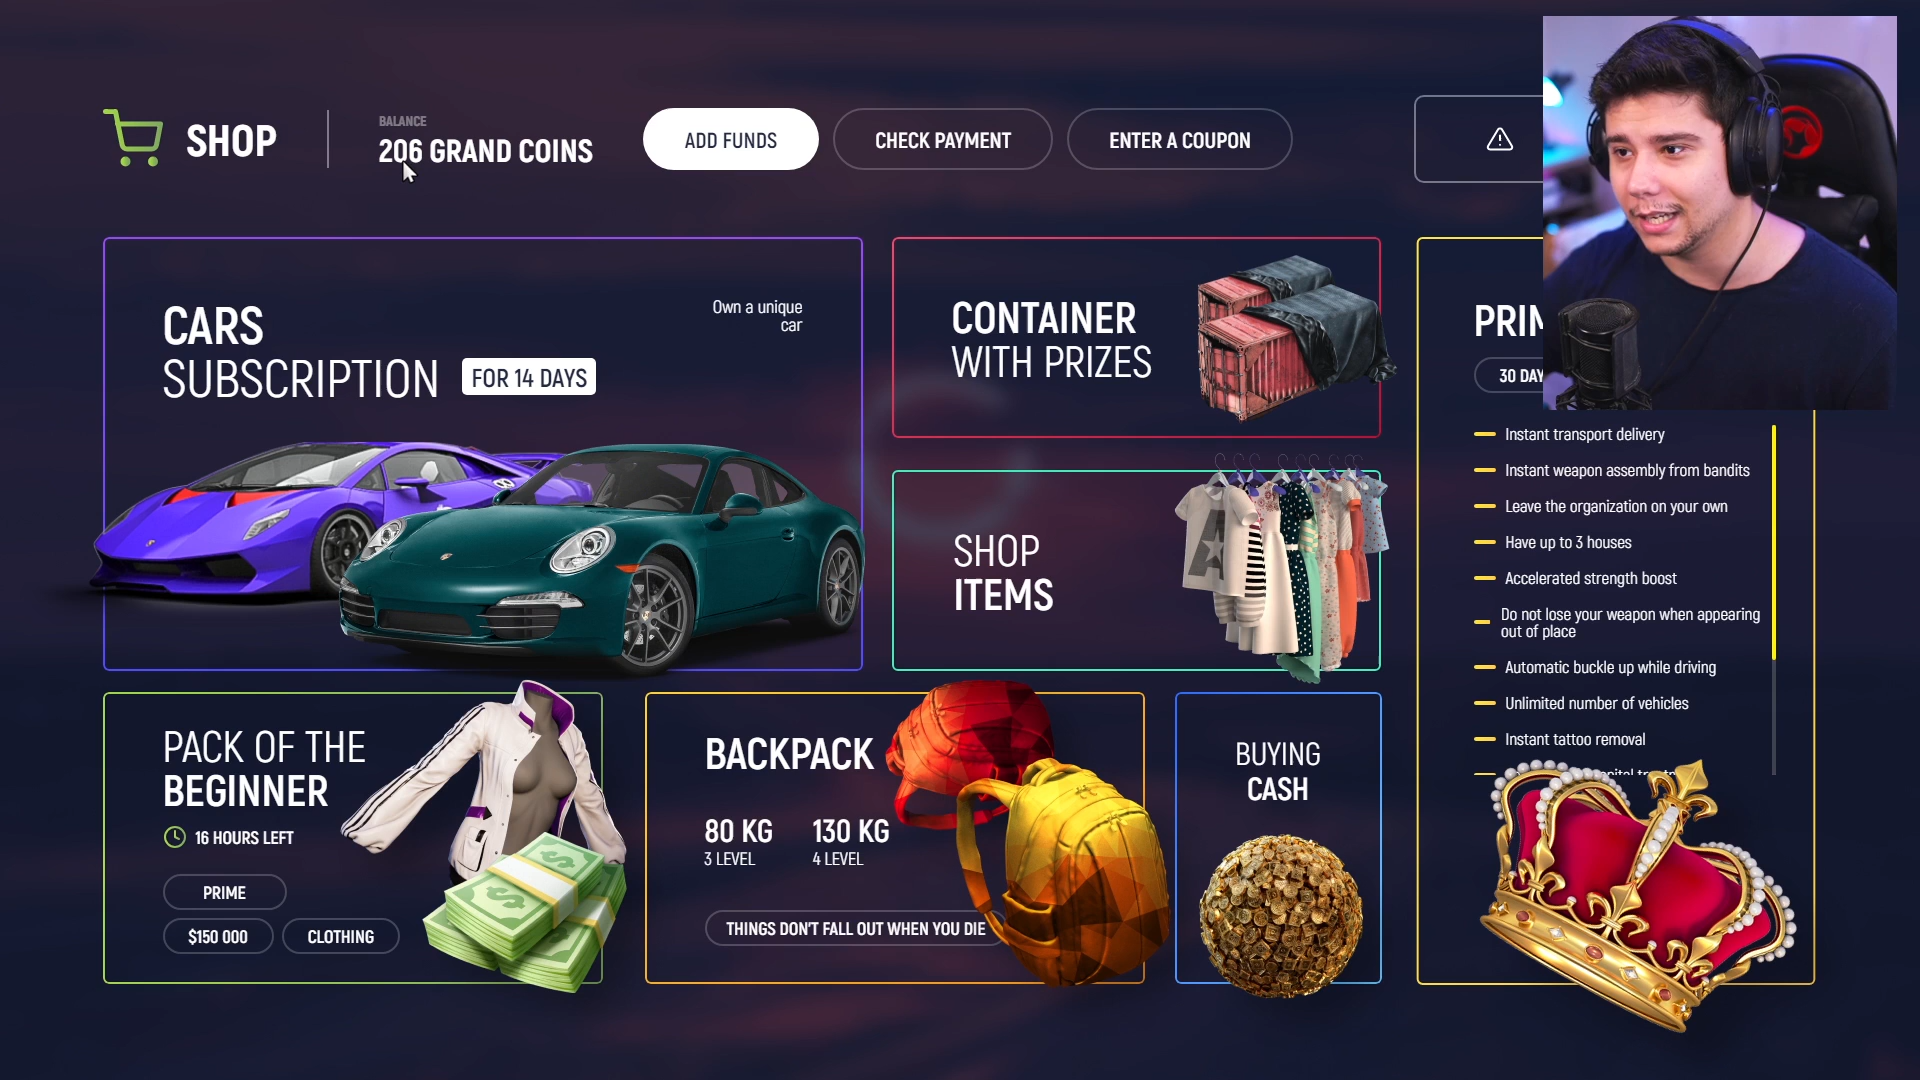 SHOP
BALANCE
206 GRAND COINS
ADD FUNDS
CHECK PAYMENT
ENTER A COUPON
CARS
SUBSCRIPTION
FOR 14 DAYS
Own a unique
car
CONTAINER
WITH PRIZES
SHOP
ITEMS
30
Instant transport delivery
Instant weapon assembly from bandits
Leave the organization on your own
Have up to 3 houses
Accelerated strength boost
Do not lose your weapon when appearing
out of place
Automatic buckle up while driving
Unlimited number of vehicles
Instant tattoo removal
PACK OF THE
BEGINNER
16 HOURS LEFT
PRIME
$150 000
CLOTHING
BACKPACK
80 KG
3 LEVEL
130 KG
4 LEVEL
THINGS DON'T FALL OUT WHEN YOU DIE
BUYING
CASH